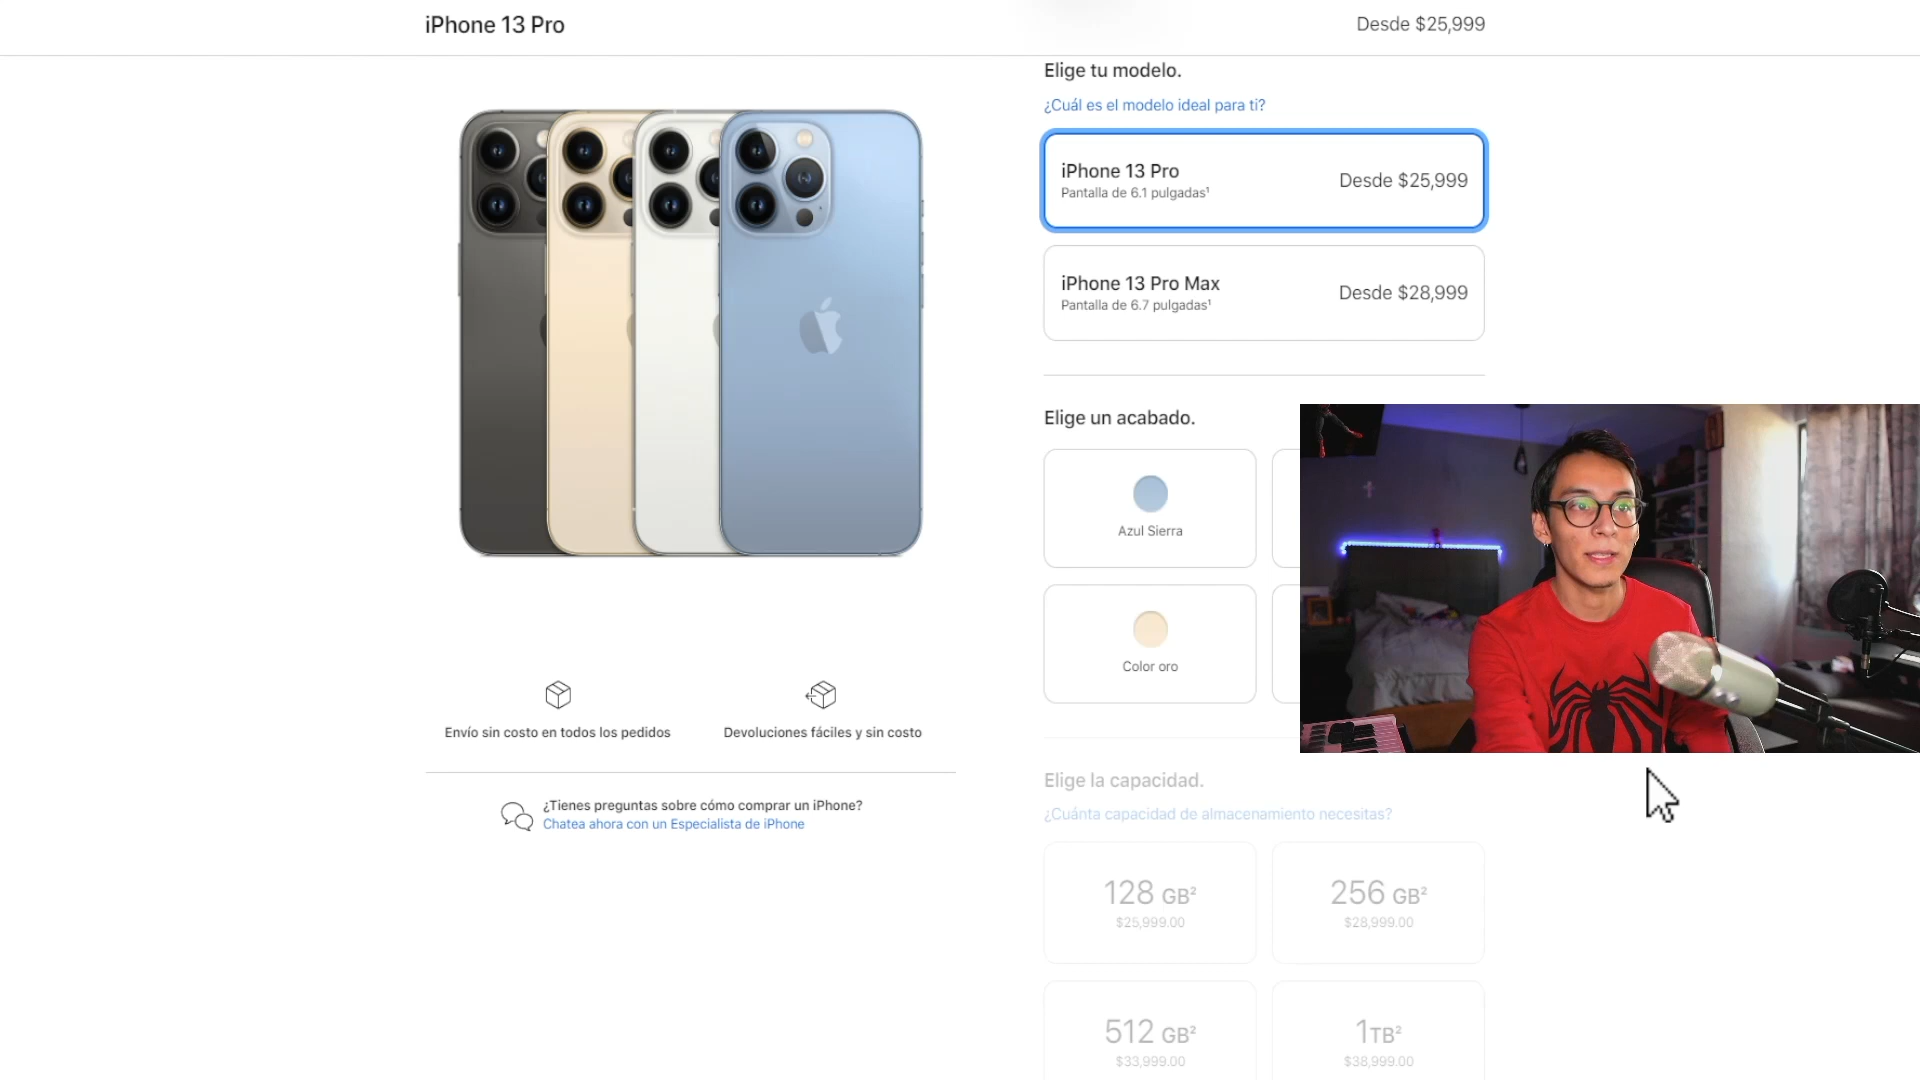 iPhone 13 Pro
Desde $25,999
Elige tu modelo.
¿Cuál es el modelo ideal para ti?
iPhone 13 Pro
Pantalla de 6.1 pulgadas¹
Desde $25,999
iPhone 13 Pro Max
Pantalla de 6.7 pulgadas¹
Desde $28,999
Elige un acabado.
Azul Sierra
Color oro
Envío sin costo en todos los pedidos
Devoluciones fáciles y sin costo
¿Tienes preguntas sobre cómo comprar un iPhone?
Chatea ahora con un Especialista de iPhone
Elige la capacidad.
¿Cuánta capacidad de almacenamiento necesitas?
128 GB²
$25,999.00
256 GB²
$28,999.00
512 GB²
$33,999.00
1TB²
$38,999.00